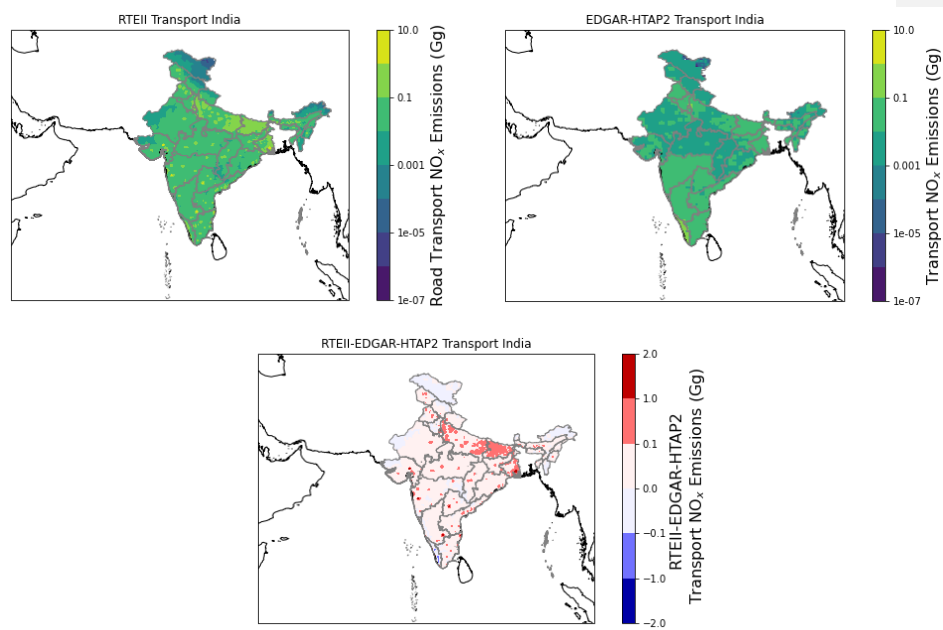 RTEII Transport India
10.0
0.1
0.001
1e-05
1e-07
Road Transport NOₓ Emissions (Gg)
EDGAR-HTAP2 Transport India
10.0
0.1
0.001
1e-05
1e-07
Transport NOₓ Emissions (Gg)
RTEII-EDGAR-HTAP2 Transport India
2.0
1.0
0.1
0.0
−0.1
−1.0
−2.0
RTEII-EDGAR-HTAP2
Transport NOₓ Emissions (Gg)